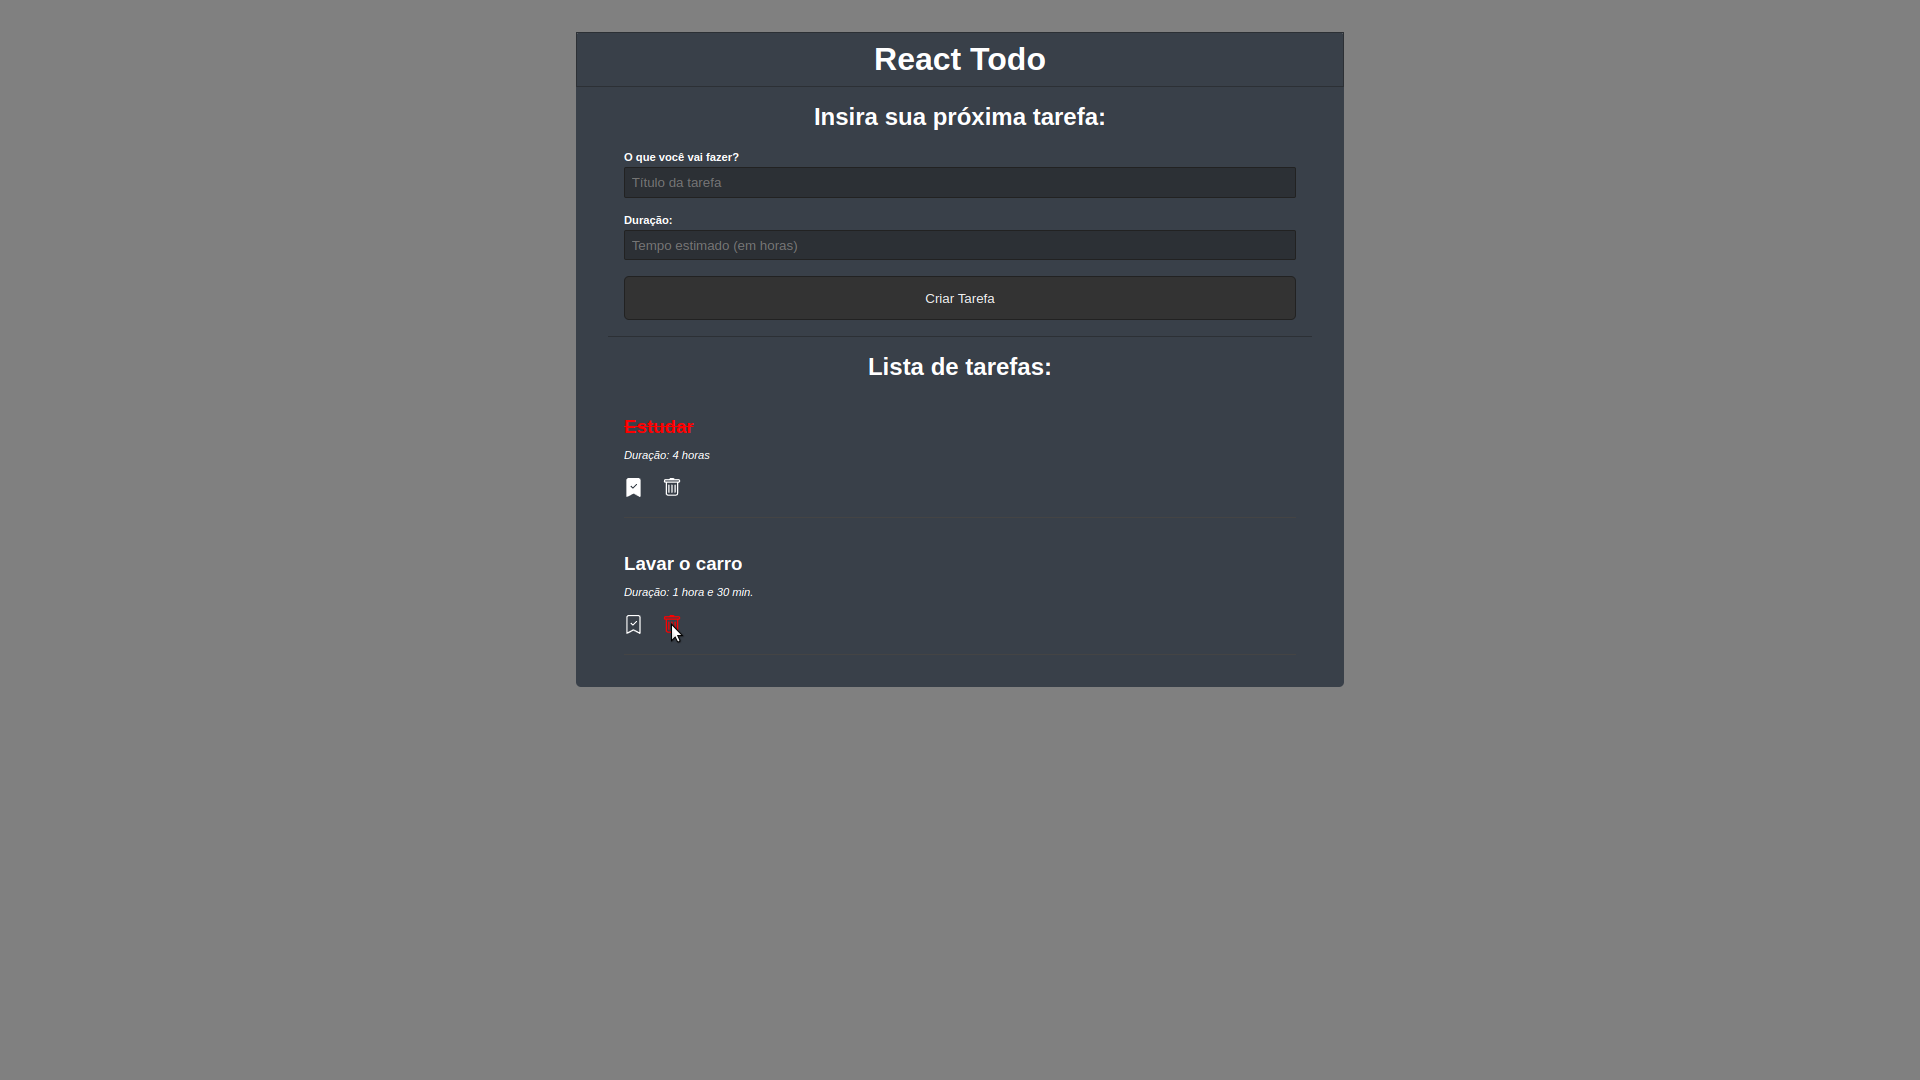 React Todo
Insira sua próxima tarefa:
O que você vai fazer?
Título da tarefa
Duração:
Tempo estimado (em horas)
Criar Tarefa
Lista de tarefas:
Estudar
Duração: 4 horas
Lavar o carro
Duração: 1 hora e 30 min.